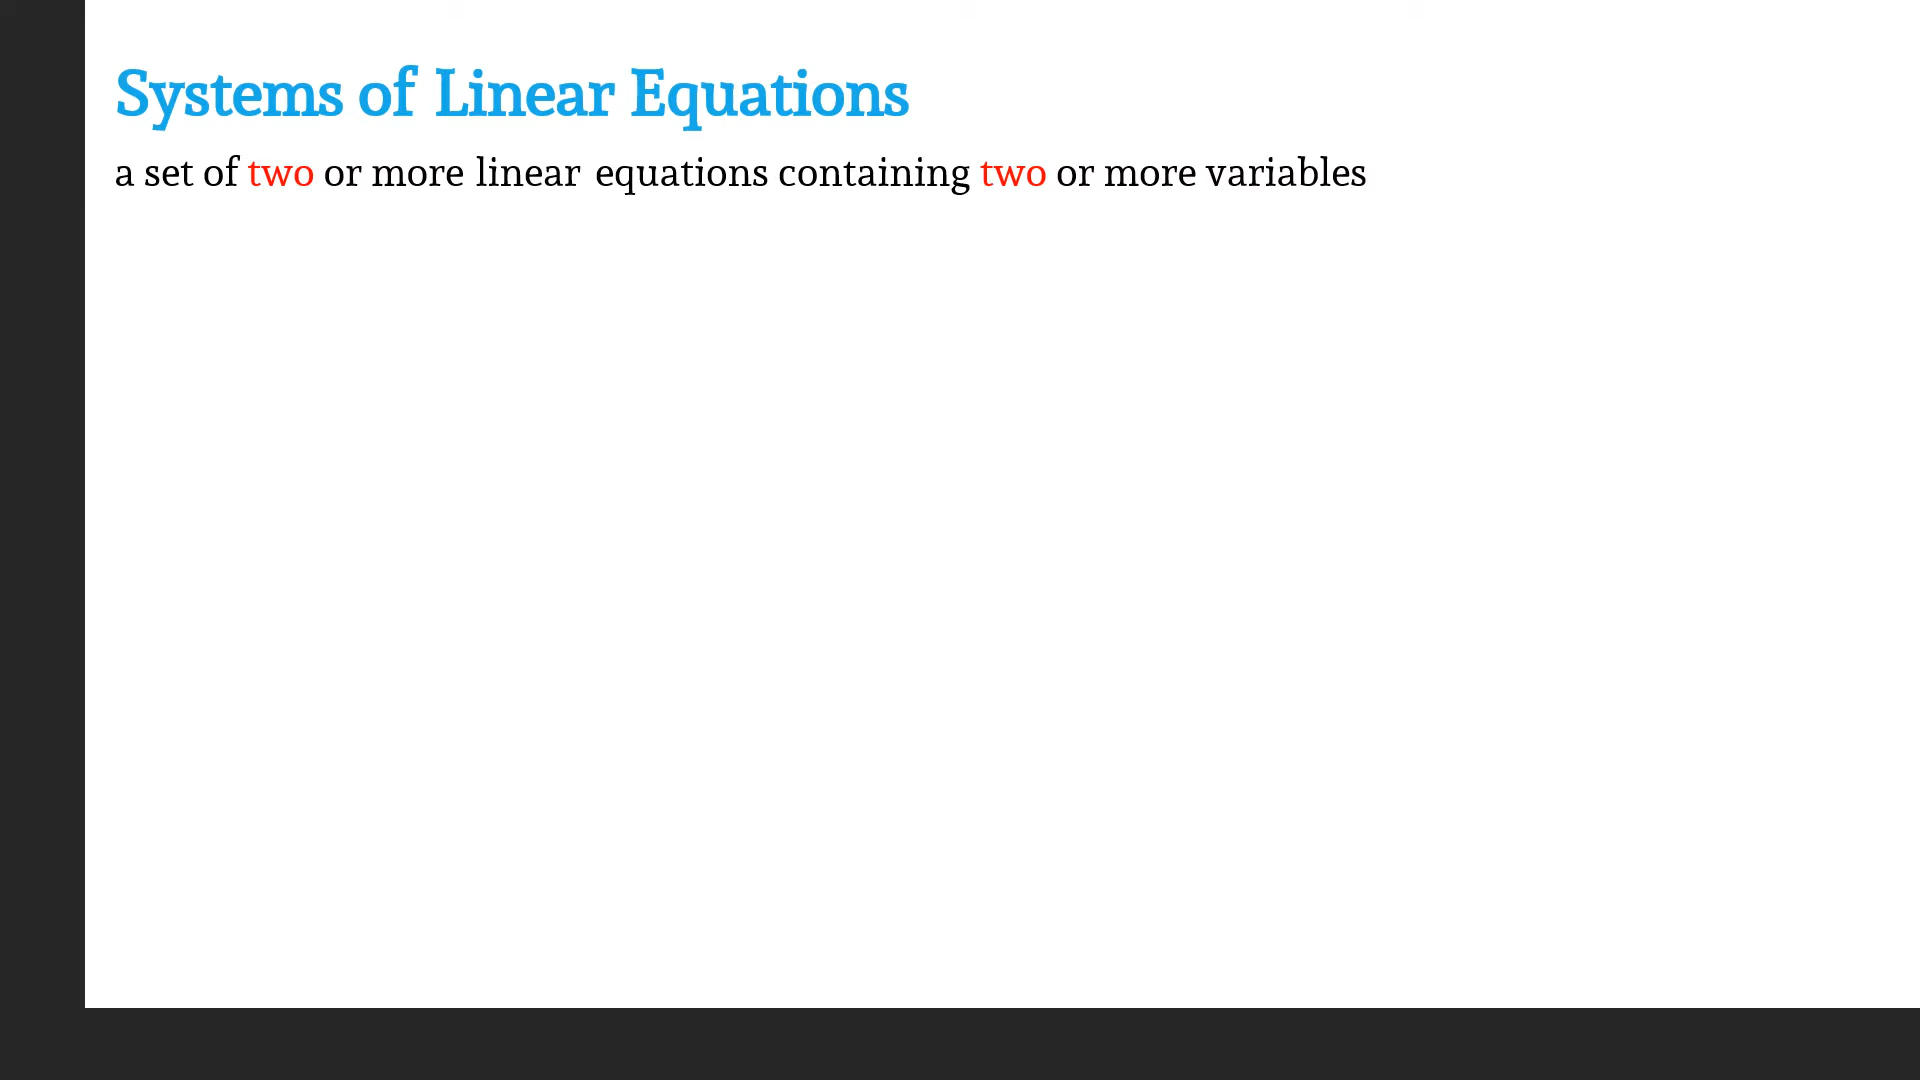 Systems of Linear Equations
a set of two or more linear equations containing two or more variables